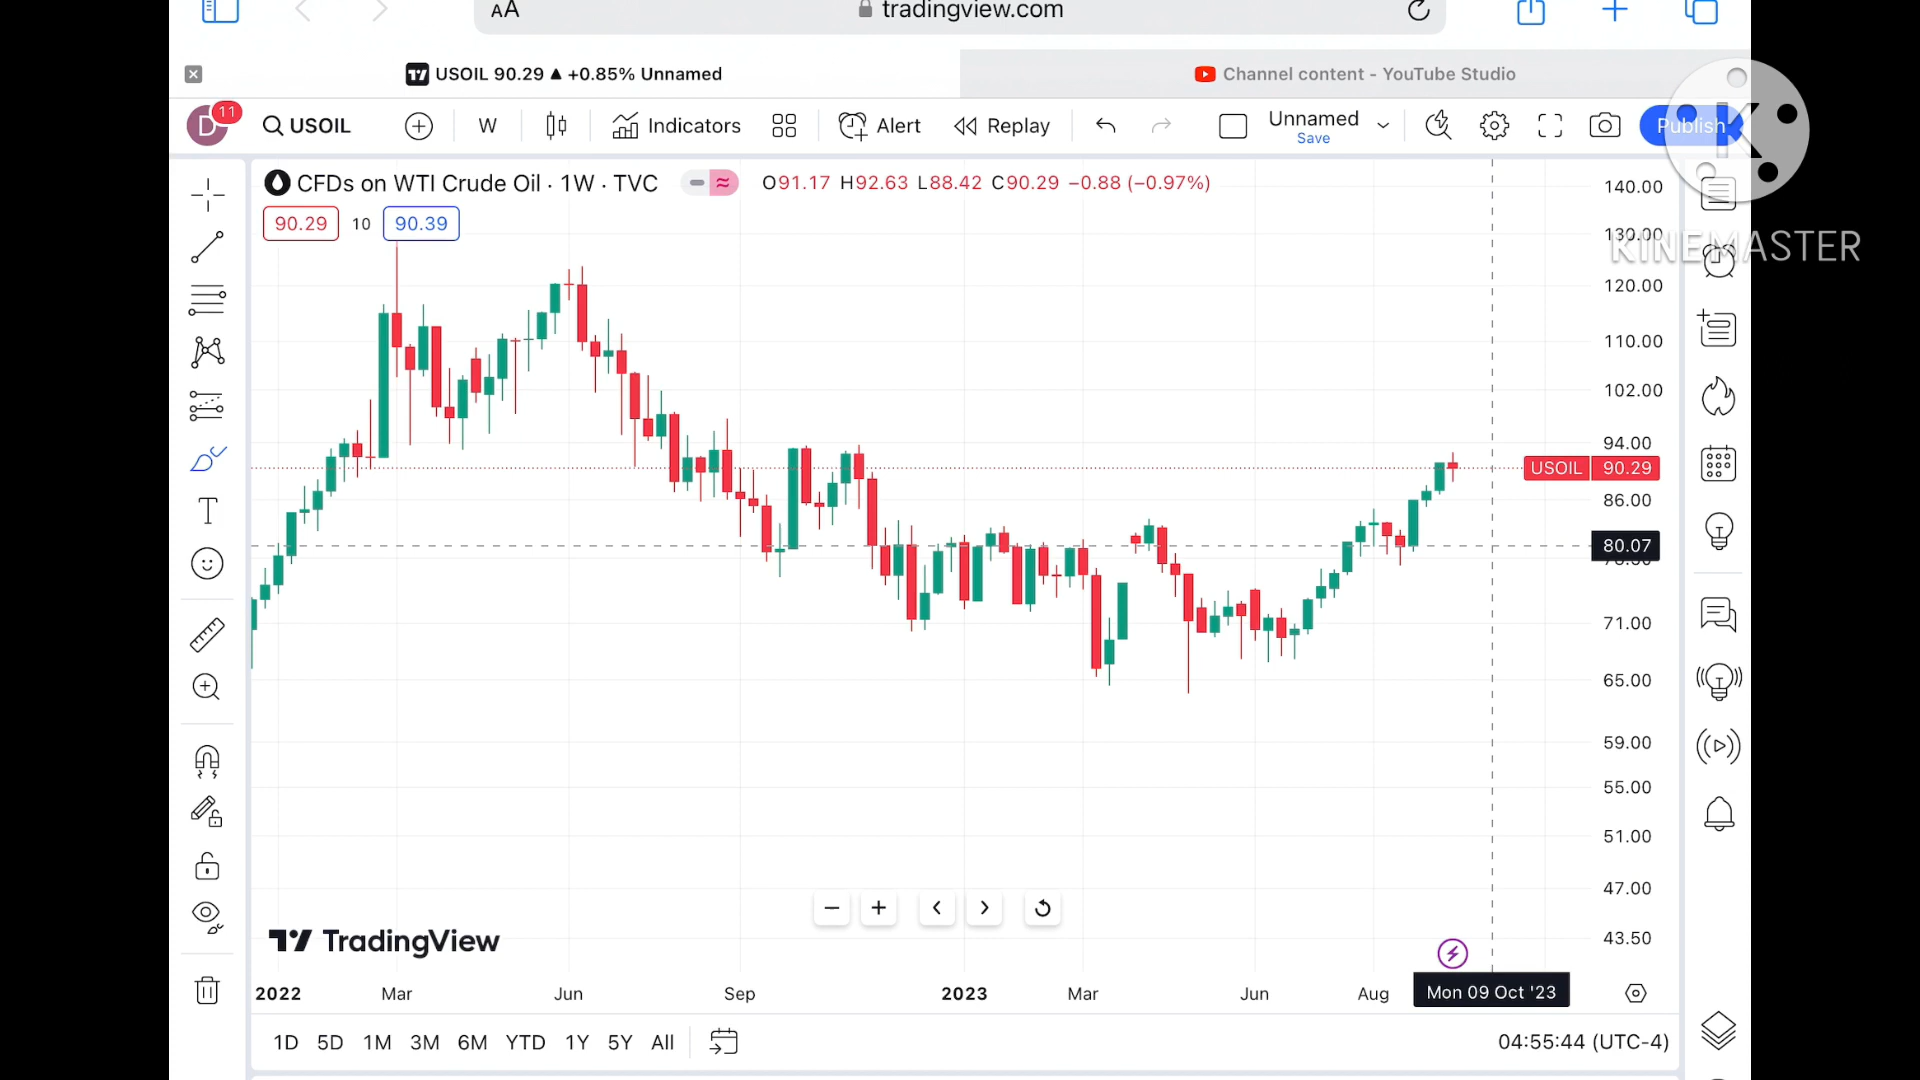 AA
tradingview.com
USOIL 90.29 ▲ +0.85% Unnamed
Channel content - YouTube Studio
D
11
USOIL
W
Indicators
Alert
Replay
Unnamed
Save
Publish
K
KINEMASTER
CFDs on WTI Crude Oil · 1W · TVC
O91.17 H92.63 L88.42 C90.29 −0.88 (−0.97%)
90.29
10
90.39
140.00
130.00
120.00
110.00
102.00
94.00
USOIL
90.29
86.00
80.07
71.00
65.00
59.00
55.00
51.00
47.00
43.50
TradingView
2022
Mar
Jun
Sep
2023
Mar
Jun
Aug
Mon 09 Oct '23
1D 5D 1M 3M 6M YTD 1Y 5Y All
04:55:44 (UTC-4)